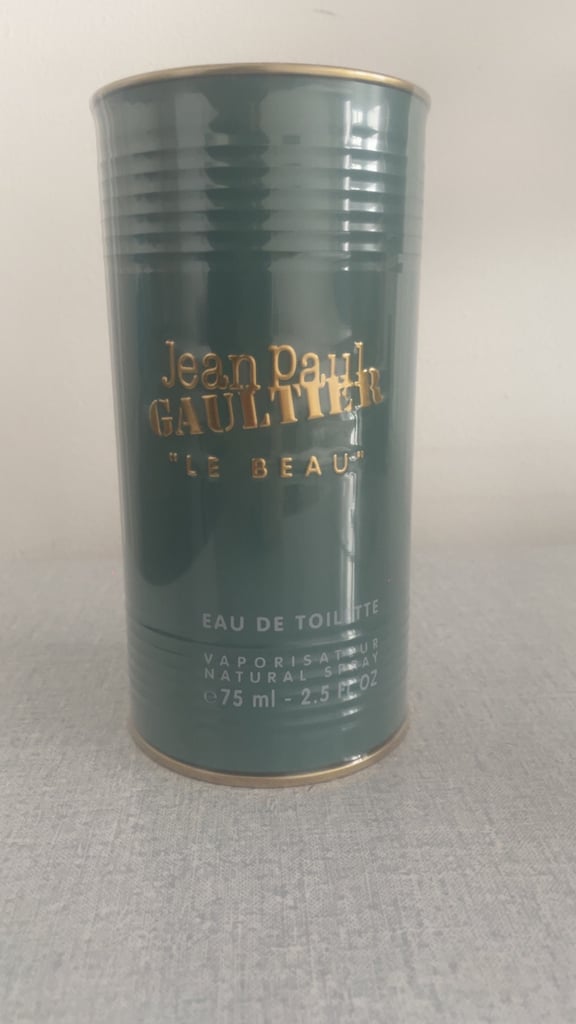 Jean Paul
GAULTIER
"LE BEAU"
EAU DE TOILETTE
VAPORISATEUR
NATURAL SPRAY
℮75 ml - 2.5 FL OZ